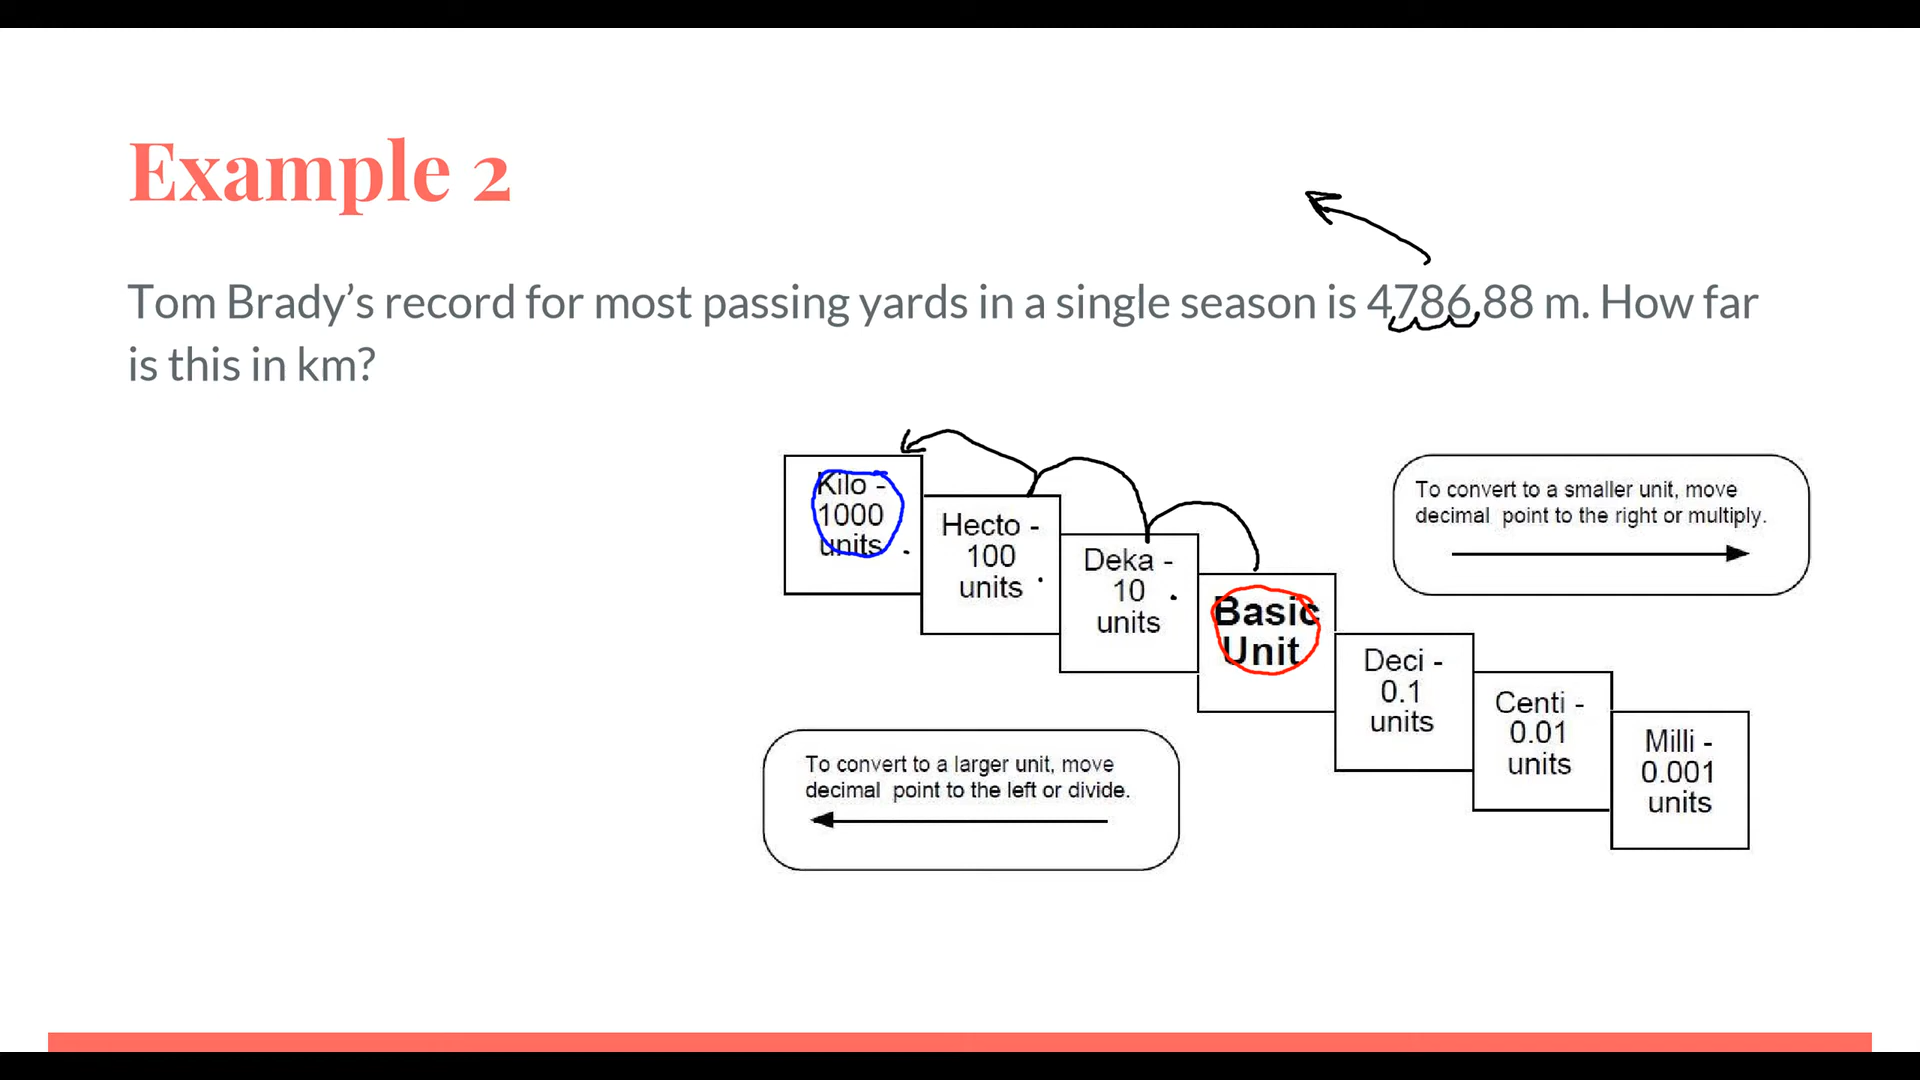 Example 2
Tom Brady’s record for most passing yards in a single season is 4786.88 m. How far
is this in km?
Kilo -
1000
units
Hecto -
100
units
Deka -
10
units
Basic
Unit
Deci -
0.1
units
Centi -
0.01
units
Milli -
0.001
units
To convert to a smaller unit, move
decimal point to the right or multiply.
To convert to a larger unit, move
decimal point to the left or divide.